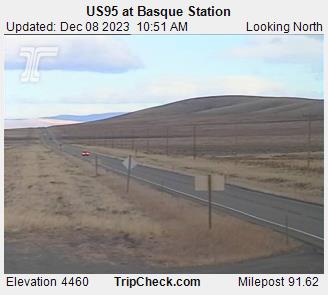 US95 at Basque Station
Updated: Dec 08 2023 10:51 AM Looking North
Elevation 4460 TripCheck.com Milepost 91.62